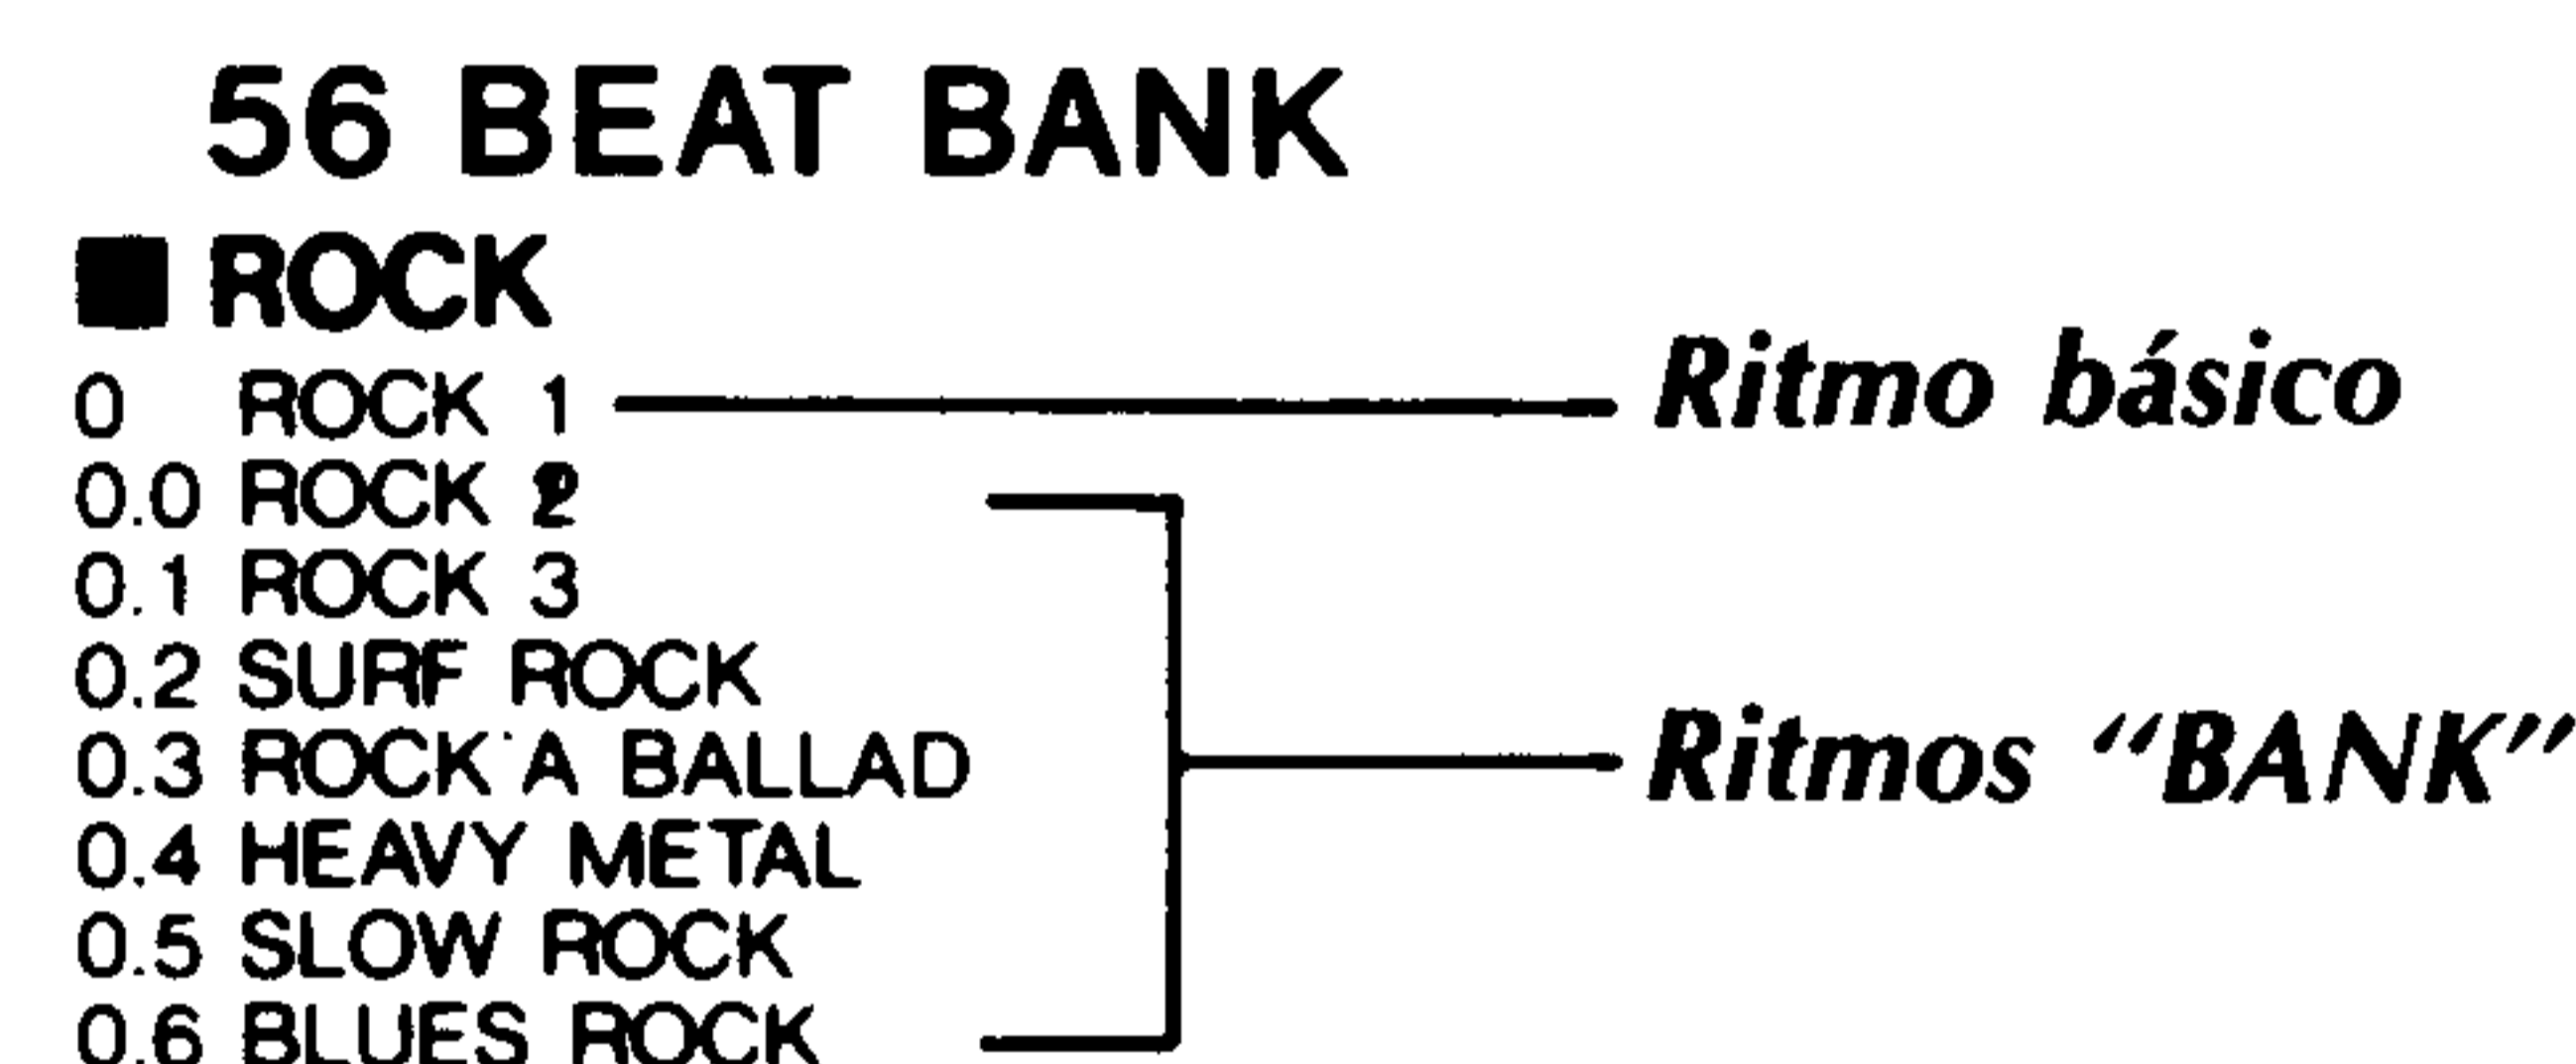 56 BEAT BANK
■ ROCK
0 ROCK 1 Ritmo básico
0.0 ROCK 2
0.1 ROCK 3
0.2 SURF ROCK
0.3 ROCK A BALLAD Ritmos “BANK”
0.4 HEAVY METAL
0.5 SLOW ROCK
0.6 BLUES ROCK